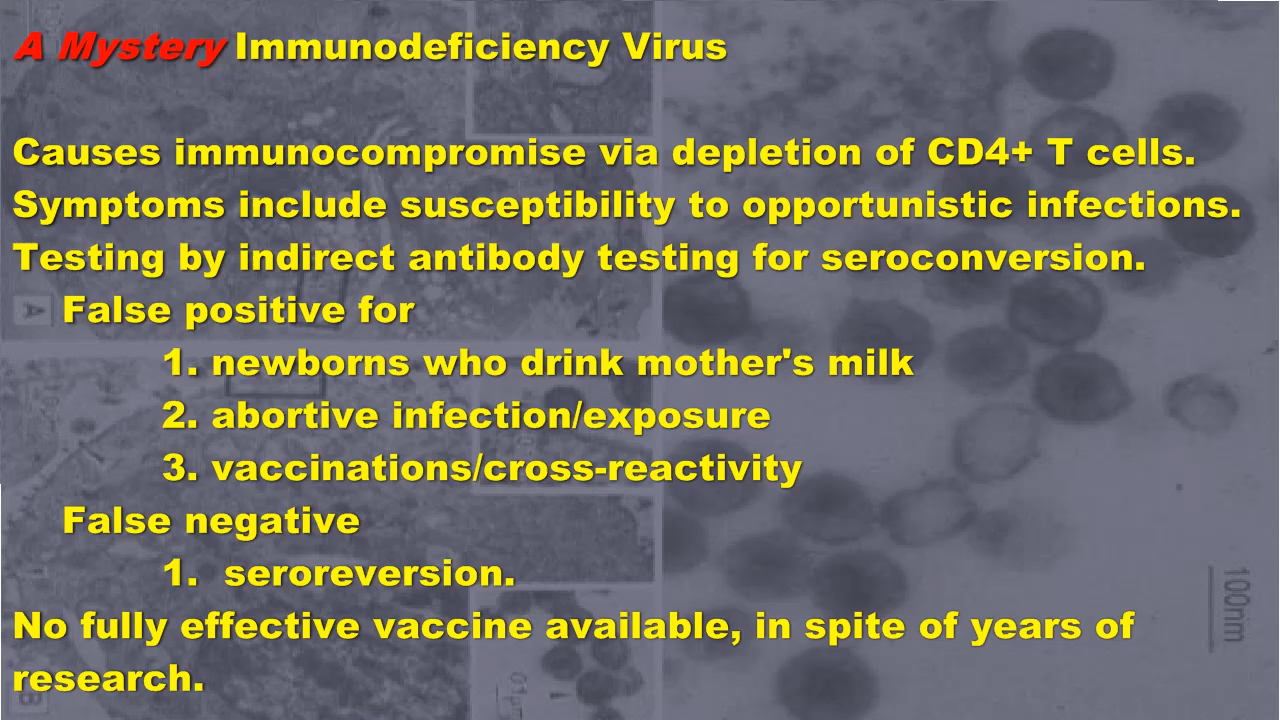 A Mystery Immunodeficiency Virus
Causes immunocompromise via depletion of CD4+ T cells.
Symptoms include susceptibility to opportunistic infections.
Testing by indirect antibody testing for seroconversion.
False positive for
1. newborns who drink mother's milk
2. abortive infection/exposure
3. vaccinations/cross-reactivity
False negative
1. seroreversion.
No fully effective vaccine available, in spite of years of
research.
A
B
100nm